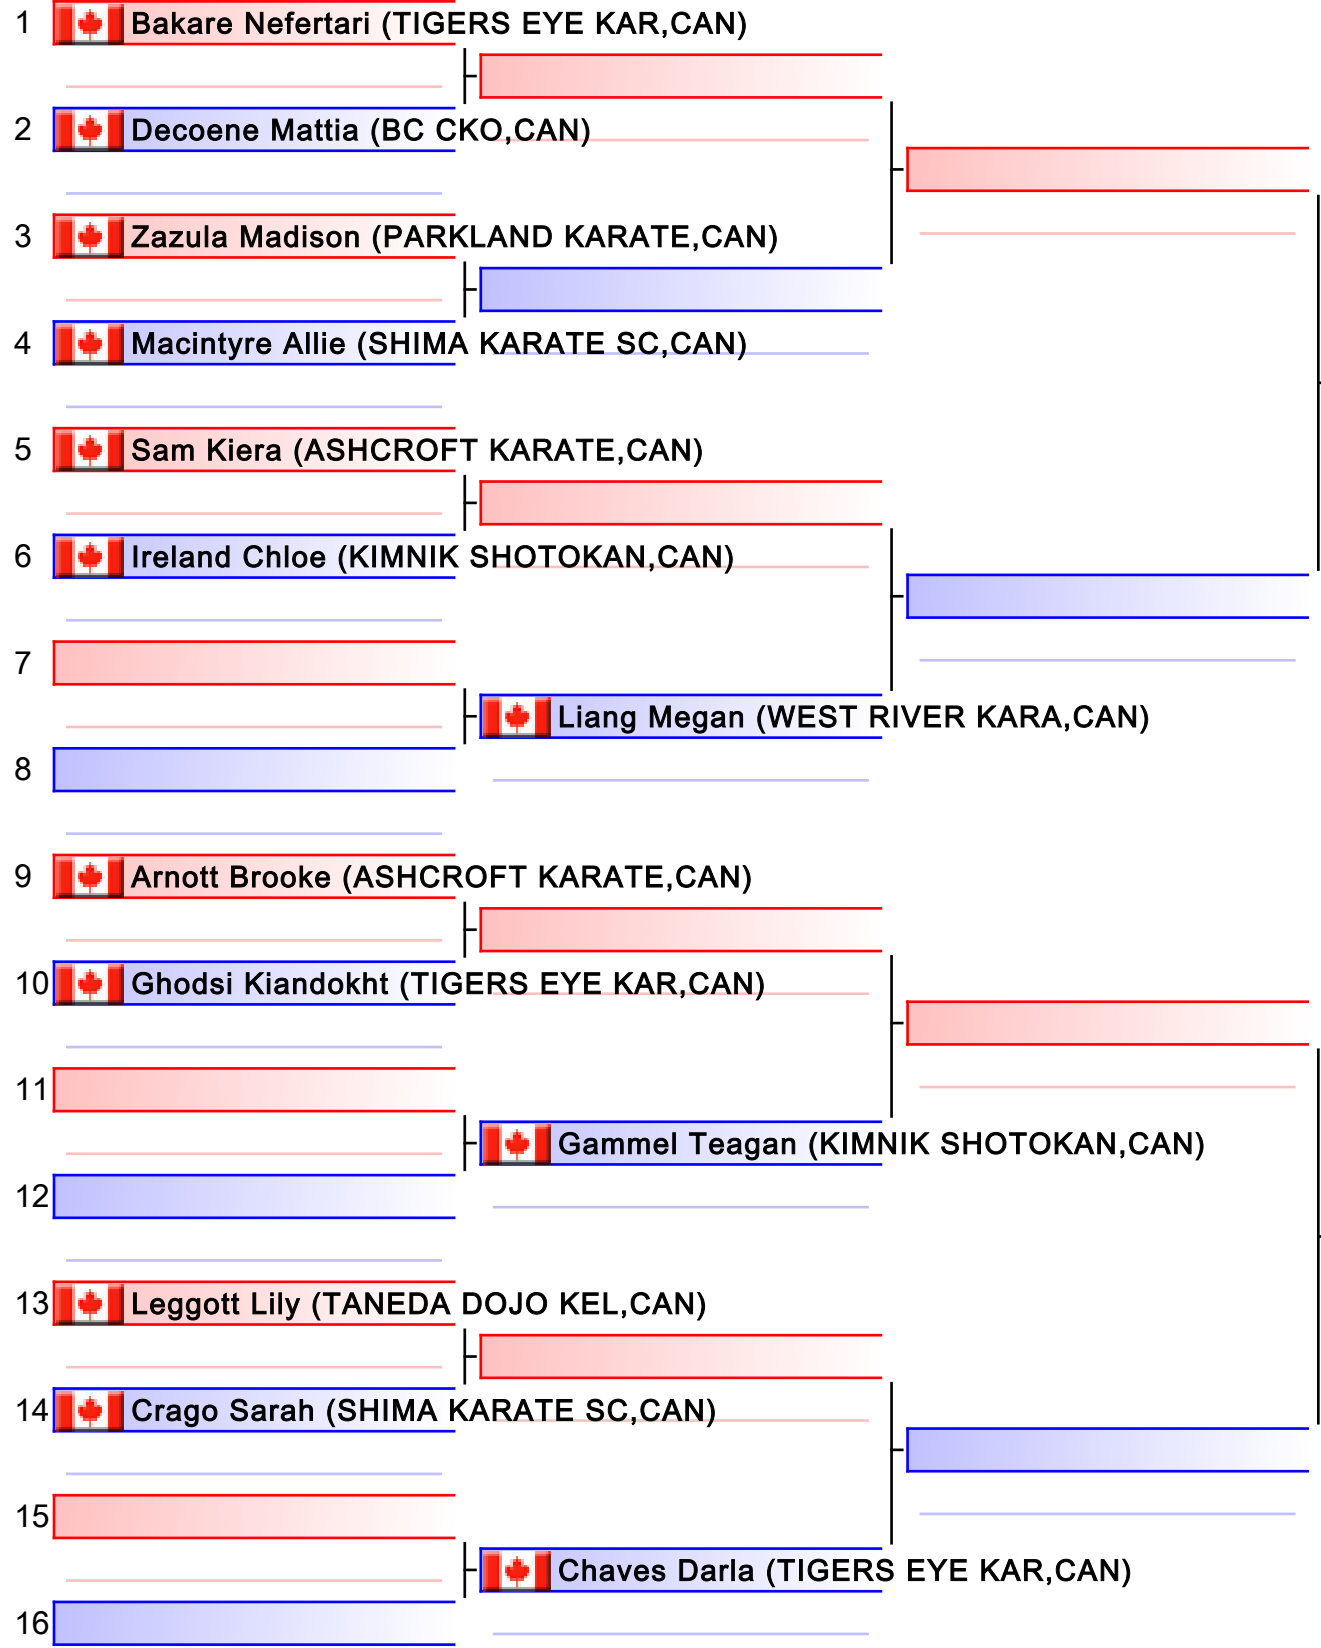 1 Bakare Nefertari (TIGERS EYE KAR,CAN)
2 Decoene Mattia (BC CKO,CAN)
3 Zazula Madison (PARKLAND KARATE,CAN)
4 Macintyre Allie (SHIMA KARATE SC,CAN)
5 Sam Kiera (ASHCROFT KARATE,CAN)
6 Ireland Chloe (KIMNIK SHOTOKAN,CAN)
7
Liang Megan (WEST RIVER KARA,CAN)
8
9 Arnott Brooke (ASHCROFT KARATE,CAN)
10 Ghodsi Kiandokht (TIGERS EYE KAR,CAN)
11
Gammel Teagan (KIMNIK SHOTOKAN,CAN)
12
13 Leggott Lily (TANEDA DOJO KEL,CAN)
14 Crago Sarah (SHIMA KARATE SC,CAN)
15
Chaves Darla (TIGERS EYE KAR,CAN)
16